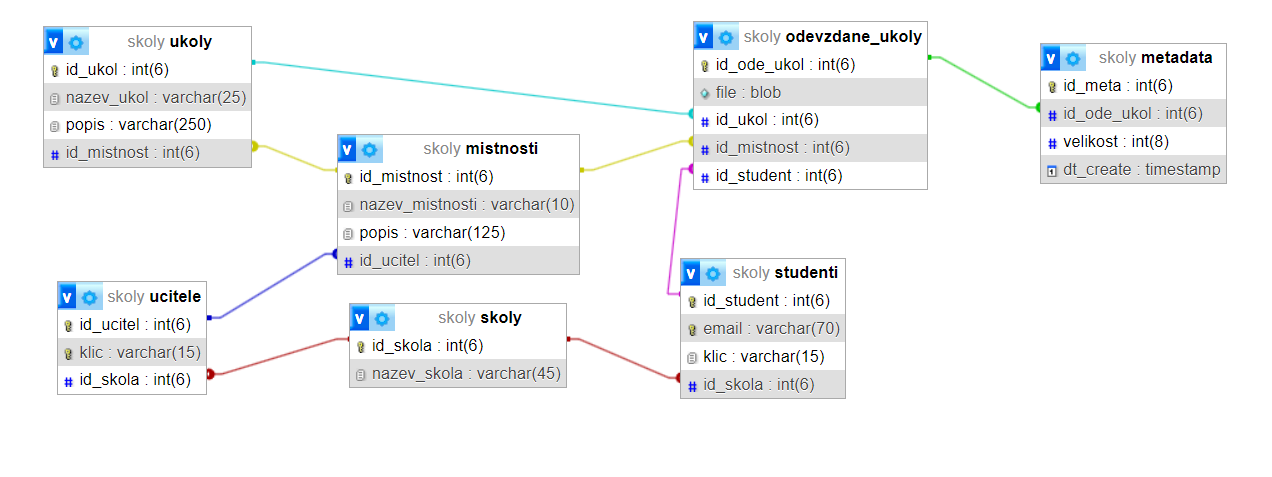 skoly ukoly
id_ukol : int(6)
nazev_ukol : varchar(25)
popis : varchar(250)
id_mistnost : int(6)
skoly mistnosti
id_mistnost : int(6)
nazev_mistnosti : varchar(10)
popis : varchar(125)
id_ucitel : int(6)
skoly odevzdane_ukoly
id_ode_ukol : int(6)
file : blob
id_ukol : int(6)
id_mistnost : int(6)
id_student : int(6)
skoly metadata
id_meta : int(6)
id_ode_ukol : int(6)
velikost : int(8)
dt_create : timestamp
skoly ucitele
id_ucitel : int(6)
klic : varchar(15)
id_skola : int(6)
skoly skoly
id_skola : int(6)
nazev_skola : varchar(45)
skoly studenti
id_student : int(6)
email : varchar(70)
klic : varchar(15)
id_skola : int(6)